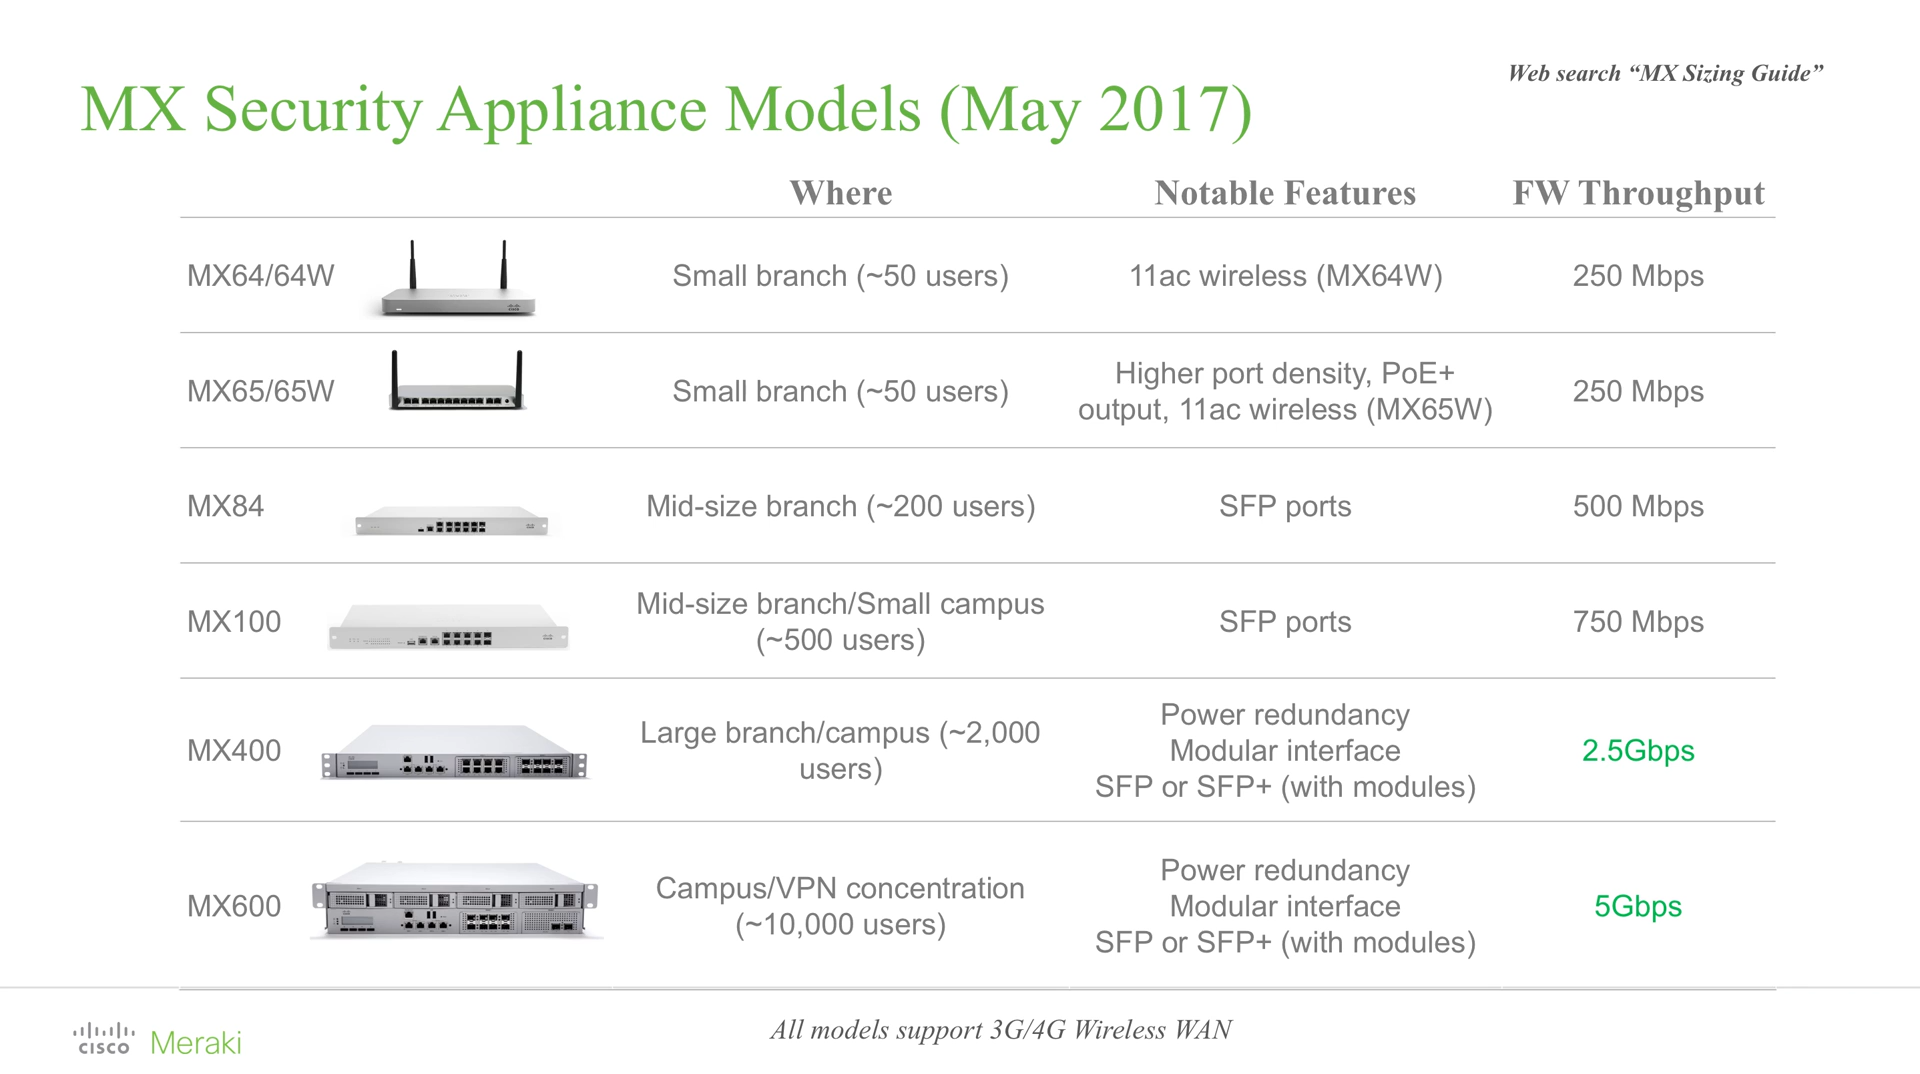 Web search “MX Sizing Guide”
MX Security Appliance Models (May 2017)
Where
Notable Features
FW Throughput
MX64/64W
Small branch (~50 users)
11ac wireless (MX64W)
250 Mbps
MX65/65W
Small branch (~50 users)
Higher port density, PoE+
output, 11ac wireless (MX65W)
250 Mbps
MX84
Mid-size branch (~200 users)
SFP ports
500 Mbps
MX100
Mid-size branch/Small campus
(~500 users)
SFP ports
750 Mbps
MX400
Large branch/campus (~2,000
users)
Power redundancy
Modular interface
SFP or SFP+ (with modules)
2.5Gbps
MX600
Campus/VPN concentration
(~10,000 users)
Power redundancy
Modular interface
SFP or SFP+ (with modules)
5Gbps
CISCO Meraki
All models support 3G/4G Wireless WAN